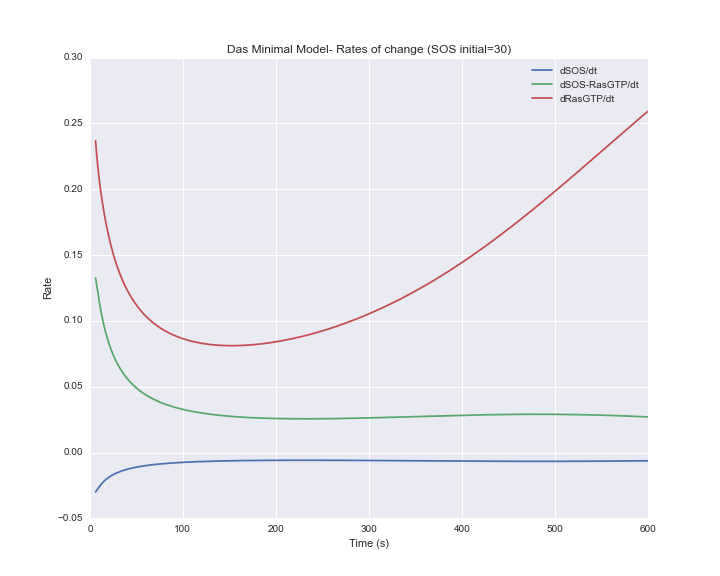 Das Minimal Model- Rates of change (SOS initial=30)
dSOS/dt
dSOS-RasGTP/dt
dRasGTP/dt
0.30
0.25
0.20
0.15
0.10
0.05
0.00
−0.05
Rate
0 100 200 300 400 500 600
Time (s)